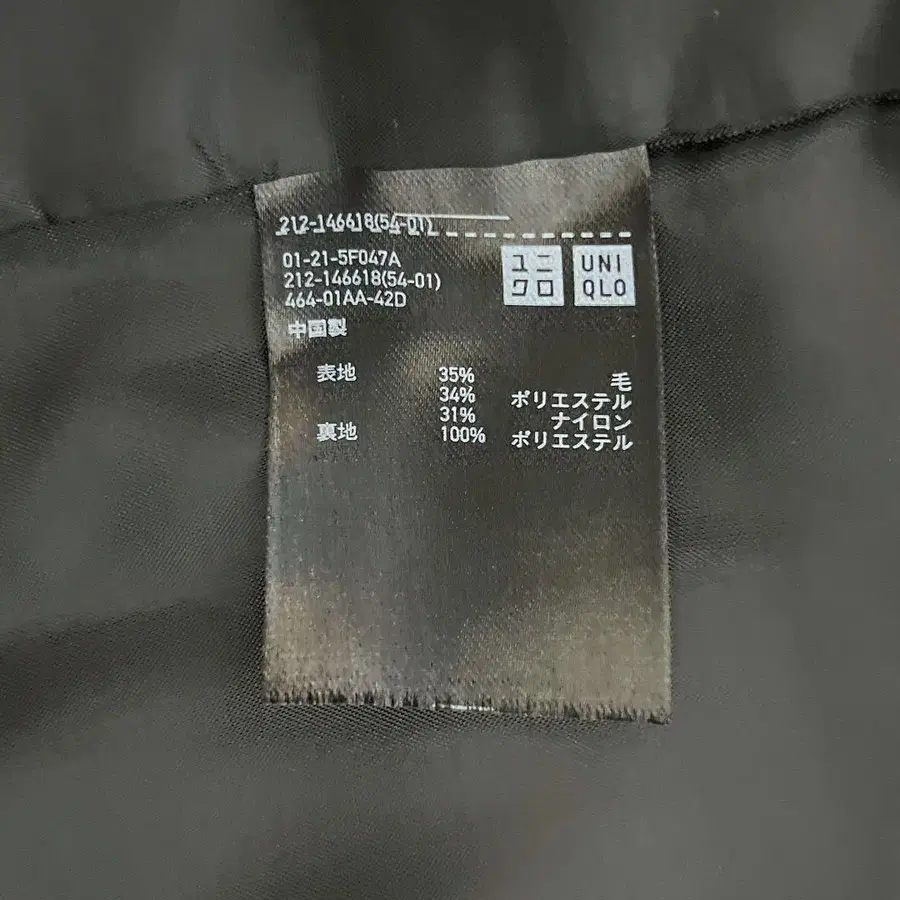 212-146618(54-01)
01-21-5F047A
212-146618(54-01)
464-01AA-42D
ユニクロ
UNIQLO
中国製
表地 35% 毛
34% ポリエステル
31% ナイロン
裏地 100% ポリエステル